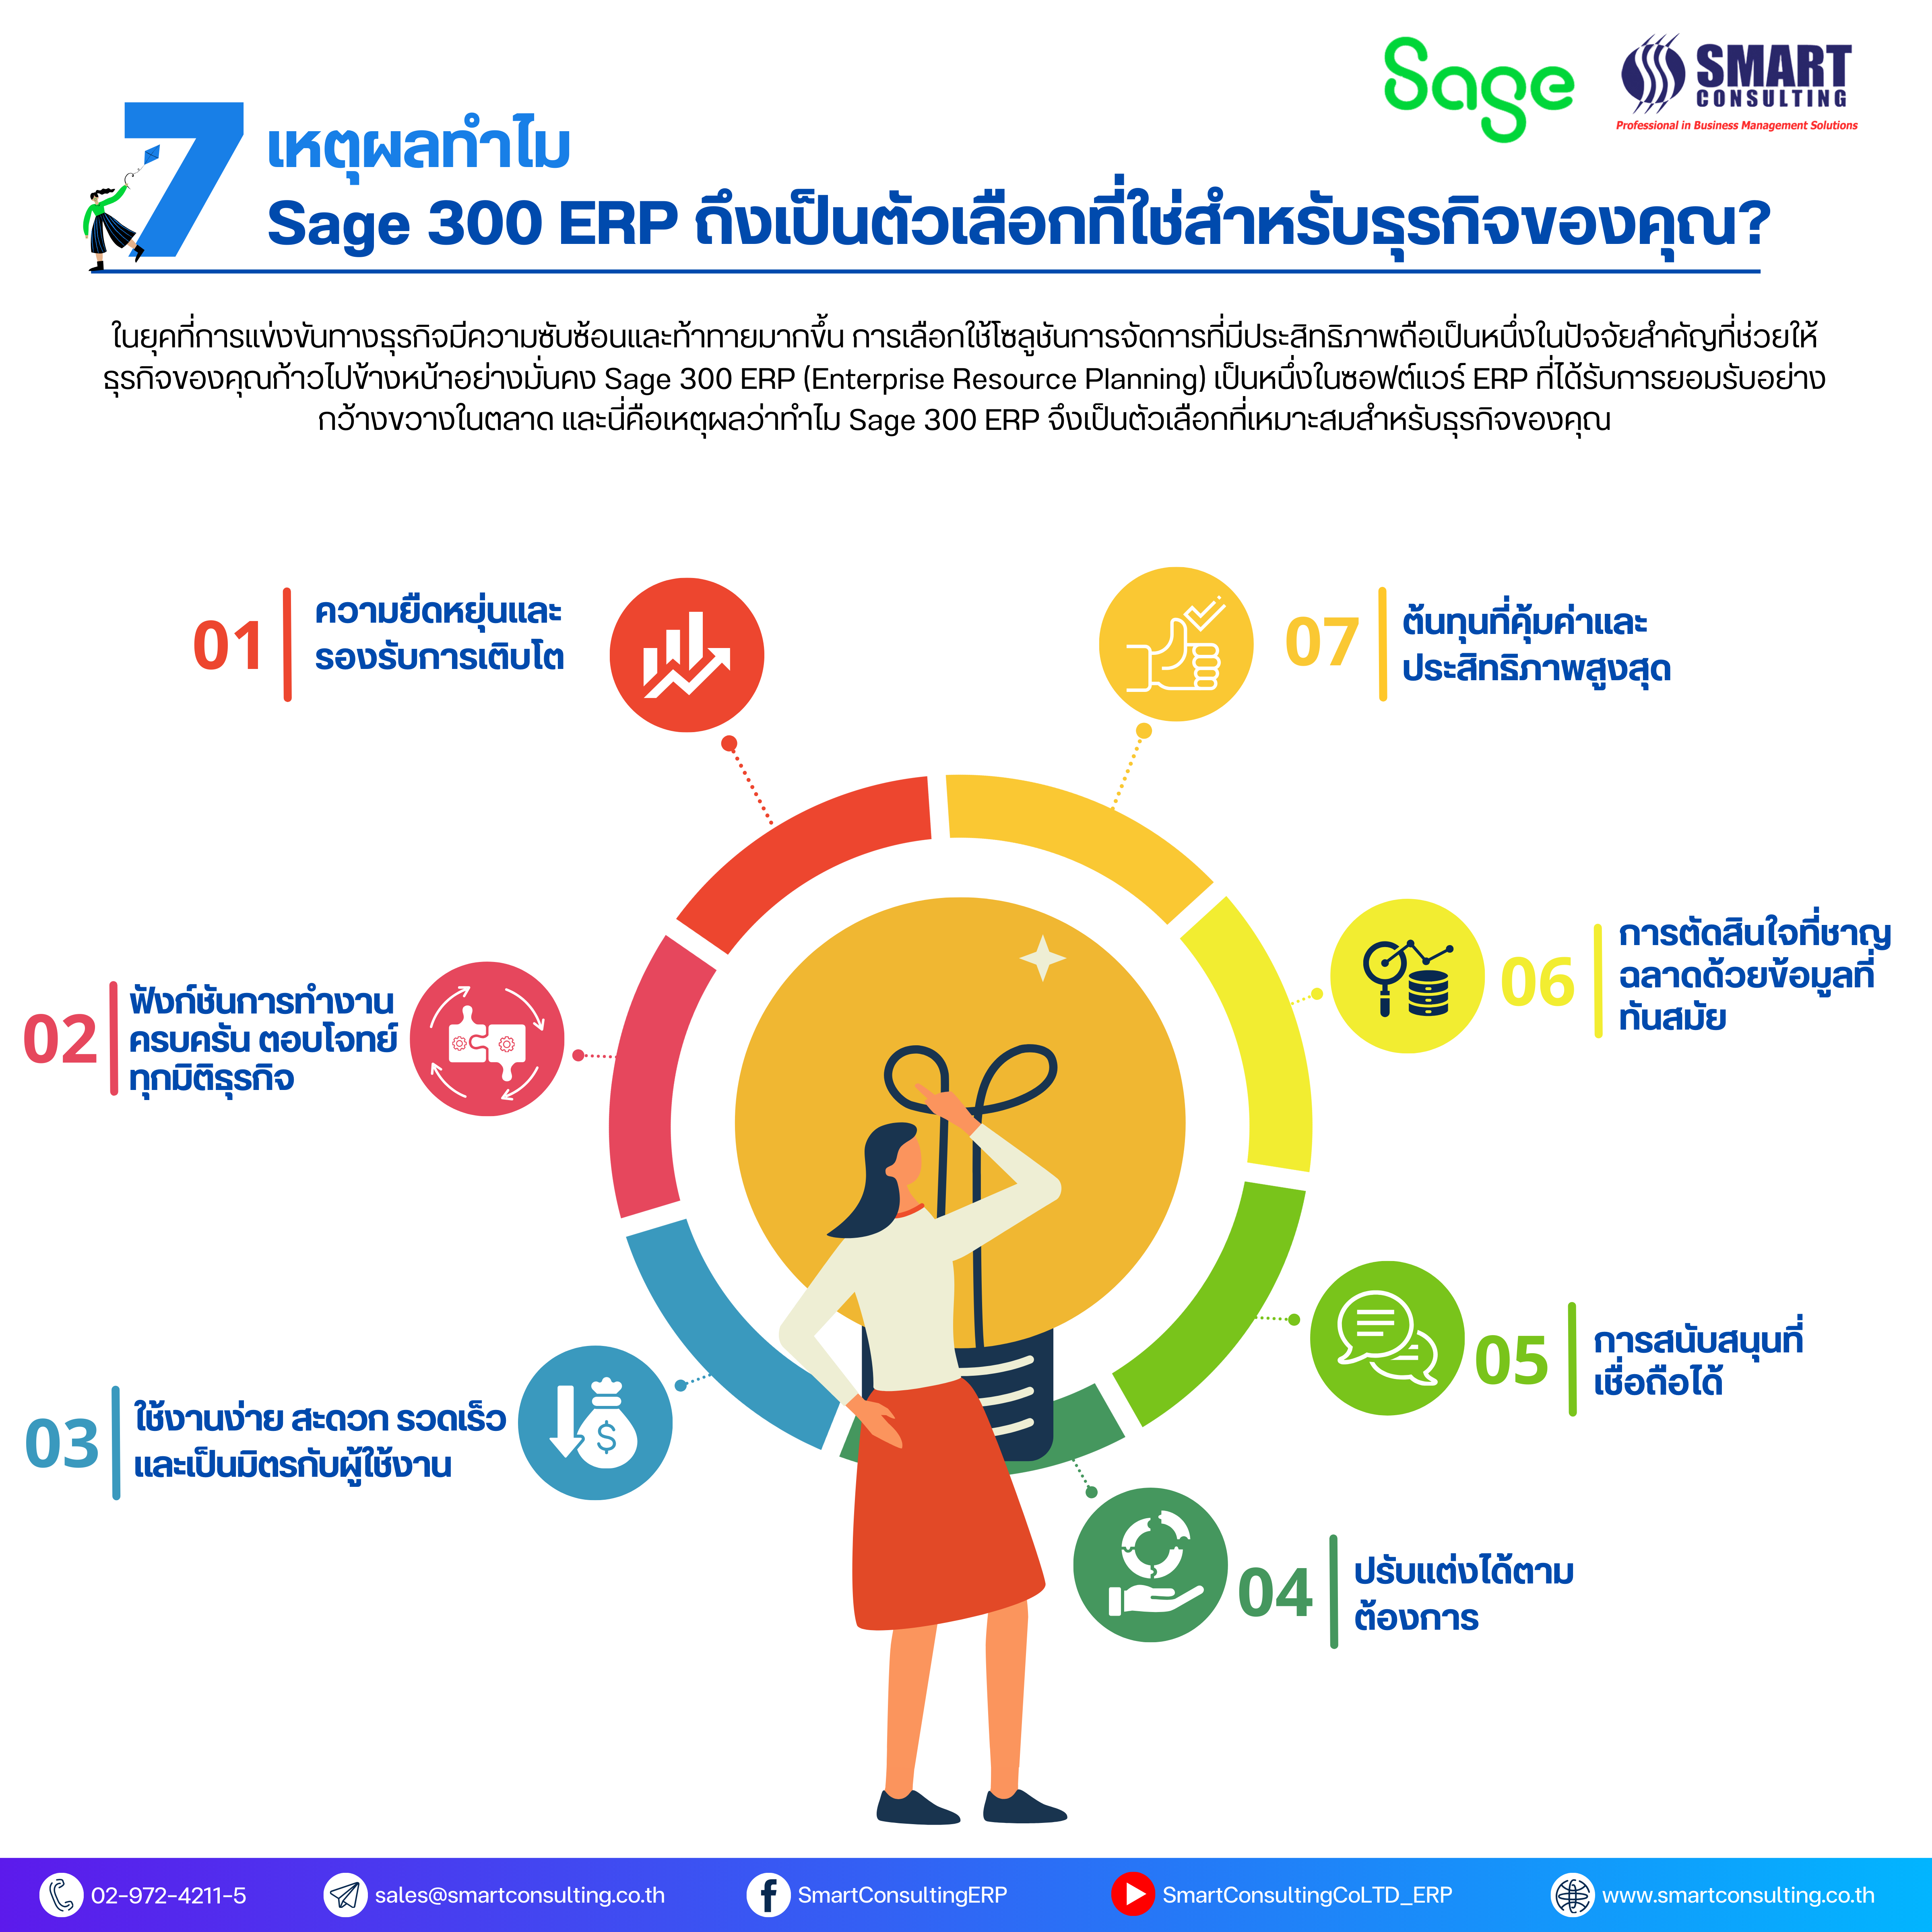 Sage
SMART
CONSULTING
Professional in Business Management Solutions
7
เหตุผลทำไม
Sage 300 ERP ถึงเป็นตัวเลือกที่ใช่สำหรับธุรกิจของคุณ?
ในยุคที่การแข่งขันทางธุรกิจมีความซับซ้อนและท้าทายมากขึ้น การเลือกใช้โซลูชันการจัดการที่มีประสิทธิภาพถือเป็นหนึ่งในปัจจัยสำคัญที่ช่วยให้
ธุรกิจของคุณก้าวไปข้างหน้าอย่างมั่นคง Sage 300 ERP (Enterprise Resource Planning) เป็นหนึ่งในซอฟต์แวร์ ERP ที่ได้รับการยอมรับอย่าง
กว้างขวางในตลาด และนี่คือเหตุผลว่าทำไม Sage 300 ERP จึงเป็นตัวเลือกที่เหมาะสมสำหรับธุรกิจของคุณ
01
ความยืดหยุ่นและ
รองรับการเติบโต
02
ฟังก์ชันการทำงาน
ครบครัน ตอบโจทย์
ทุกมิติธุรกิจ
03
ใช้งานง่าย สะดวก รวดเร็ว
และเป็นมิตรกับผู้ใช้งาน
$
04
ปรับแต่งได้ตาม
ต้องการ
05
การสนับสนุนที่
เชื่อถือได้
06
การตัดสินใจที่ชาญ
ฉลาดด้วยข้อมูลที่
ทันสมัย
07
ต้นทุนที่คุ้มค่าและ
ประสิทธิภาพสูงสุด
02-972-4211-5
sales@smartconsulting.co.th
SmartConsultingERP
SmartConsultingCoLTD_ERP
www.smartconsulting.co.th